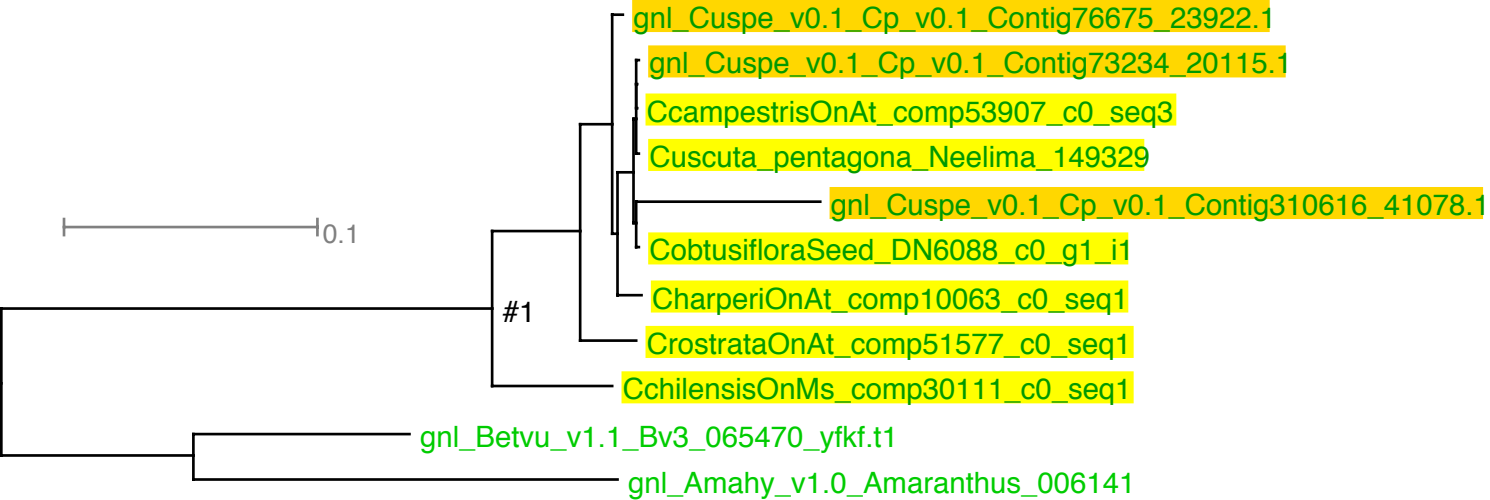 gnl_Cuspe_v0.1_Cp_v0.1_Contig76675_23922.1
gnl_Cuspe_v0.1_Cp_v0.1_Contig73234_20115.1
CcampestrisOnAt_comp53907_c0_seq3
Cuscuta_pentagona_Neelima_149329
gnl_Cuspe_v0.1_Cp_v0.1_Contig310616_41078.1
0.1
CobtusifloraSeed_DN6088_c0_g1_i1
CharperiOnAt_comp10063_c0_seq1
#1
CrostrataOnAt_comp51577_c0_seq1
CchilensisOnMs_comp30111_c0_seq1
gnl_Betvu_v1.1_Bv3_065470_yfkf.t1
gnl_Amahy_v1.0_Amaranthus_006141